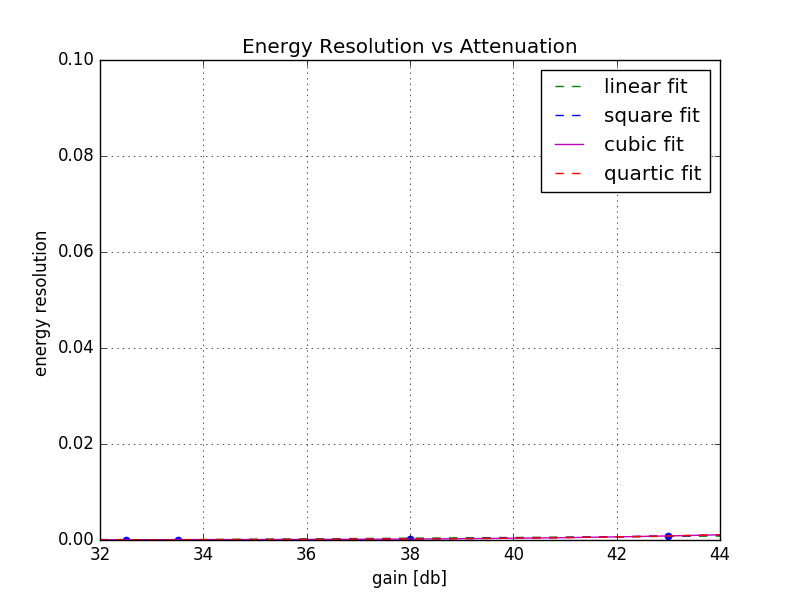 Energy Resolution vs Attenuation
0.10
0.08
0.06
0.04
0.02
0.00
energy resolution
linear fit
square fit
cubic fit
quartic fit
32 34 36 38 40 42 44
gain [db]